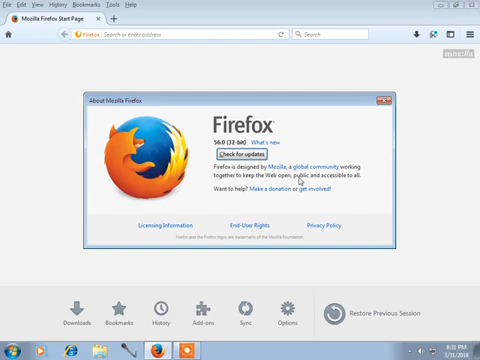 File Edit View History Bookmarks Tools Help
Mozilla Firefox Start Page
Firefox
Search or enter address
Search
mozilla
About Mozilla Firefox
Firefox
56.0 (32-bit) What's new
Check for updates
Firefox is designed by Mozilla, a global community working
together to keep the Web open, public and accessible to all.
Want to help? Make a donation or get involved!
Licensing Information End-User Rights Privacy Policy
Firefox and the Firefox logos are trademarks of the Mozilla Foundation.
Downloads Bookmarks History Add-ons Sync Options
Restore Previous Session
8:31 PM
3/31/2018